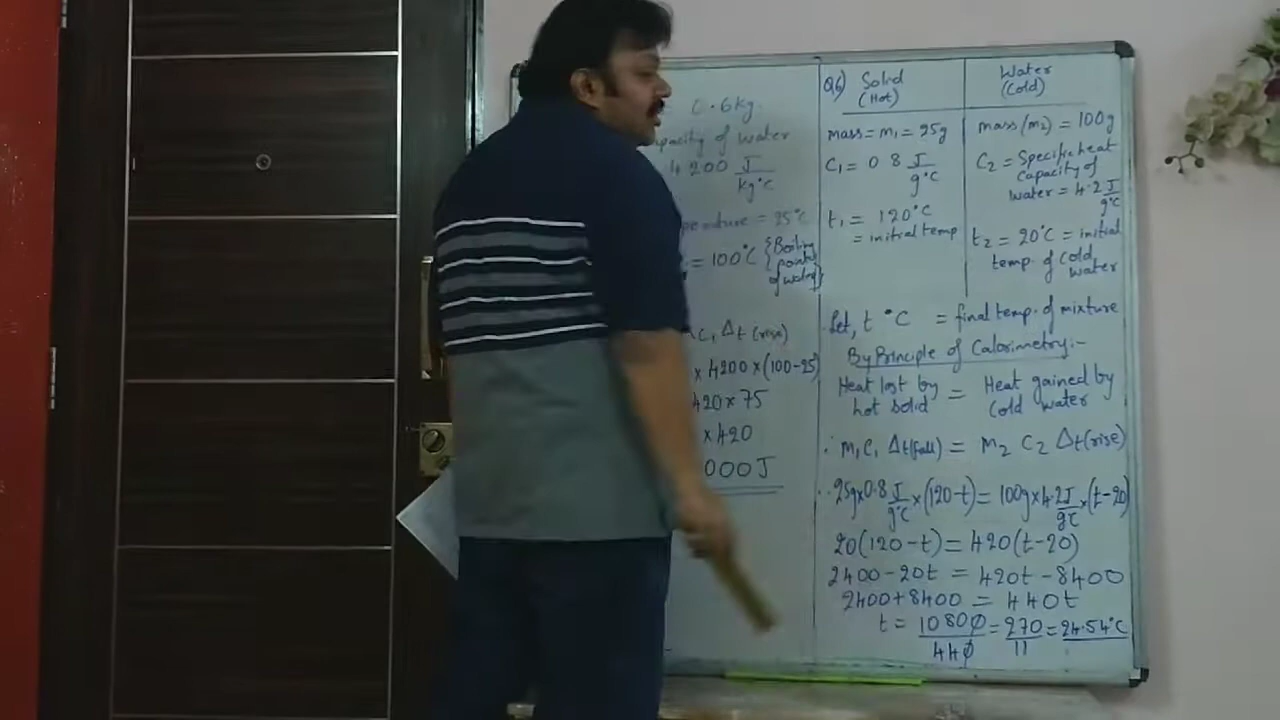 0.6kg.
capacity of water
4200 J/kg°C
perature = 25°C
= 100°C {Boiling point of water}
C, Δt (rise)
x 4200 x (100-25)
420 x 75
x 420
000 J
Q6) Solid (Hot)
mass = m₁ = 25g
C₁ = 0.8 J/g°C
t₁ = 120°C
= initial temp
Water (Cold)
mass (m₂) = 100g
C₂ = Specific heat
Capacity of
water = 4.2 J/g°C
t₂ = 20°C = initial
temp. of cold
water
Let, t °C = final temp. of mixture
By Principle of Calorimetry:-
Heat lost by hot solid = Heat gained by Cold water
∴ m₁C₁ Δt(fall) = m₂ C₂ Δt(rise)
∴ 25g x 0.8 J/g°C x (120-t) = 100g x 4.2 J/g°C x (t-20)
20(120-t) = 420(t-20)
2400-20t = 420t-8400
2400+8400 = 440t
t = 10800/440 = 270/11 = 24.54°C